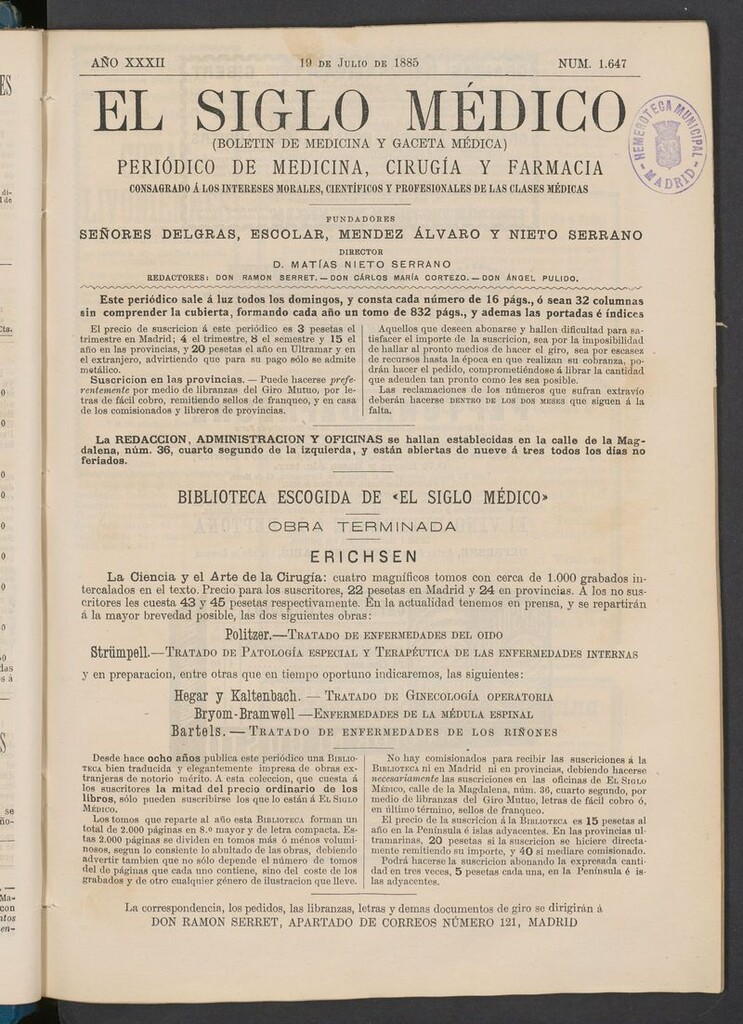 AÑO XXXII 19 DE JULIO DE 1885 NUM. 1.647
EL SIGLO MÉDICO
(BOLETIN DE MEDICINA Y GACETA MÉDICA)
PERIÓDICO DE MEDICINA, CIRUGÍA Y FARMACIA
CONSAGRADO Á LOS INTERESES MORALES, CIENTÍFICOS Y PROFESIONALES DE LAS CLASES MÉDICAS
HEMEROTECA MUNICIPAL
MADRID
FUNDADORES
SEÑORES DELGRAS, ESCOLAR, MENDEZ ÁLVARO Y NIETO SERRANO
DIRECTOR
D. MATÍAS NIETO SERRANO
REDACTORES: DON RAMON SERRET.—DON CÁRLOS MARÍA CORTEZO.—DON ÁNGEL PULIDO.
Este periódico sale á luz todos los domingos, y consta cada número de 16 págs., ó sean 32 columnas
sin comprender la cubierta, formando cada año un tomo de 832 págs., y ademas las portadas é índices
El precio de suscricion á este periódico es 3 pesetas el
trimestre en Madrid; 4 el trimestre, 8 el semestre y 15 el
año en las provincias, y 20 pesetas el año en Ultramar y en
el extranjero, advirtiendo que para su pago sólo se admite
metálico.
Suscricion en las provincias. — Puede hacerse prefe-
rentemente por medio de libranzas del Giro Mutuo, por le-
tras de fácil cobro, remitiendo sellos de franqueo, y en casa
de los comisionados y libreros de provincias.
Aquellos que deseen abonarse y hallen dificultad para sa-
tisfacer el importe de la suscricion, sea por la imposibilidad
de hallar al pronto medios de hacer el giro, sea por escasez
de recursos hasta la época en que realizan su cobranza, po-
drán hacer el pedido, comprometiéndose á librar la cantidad
que adeuden tan pronto como les sea posible.
Las reclamaciones de los números que sufran extravío
deberán hacerse DENTRO DE LOS DOS MESES que siguen á la
falta.
La REDACCION, ADMINISTRACION Y OFICINAS se hallan establecidas en la calle de la Mag-
dalena, núm. 36, cuarto segundo de la izquierda, y están abiertas de nueve á tres todos los dias no
feriados.
BIBLIOTECA ESCOGIDA DE «EL SIGLO MÉDICO»
OBRA TERMINADA
ERICHSEN
La Ciencia y el Arte de la Cirugía: cuatro magníficos tomos con cerca de 1.000 grabados in-
tercalados en el texto. Precio para los suscritores, 22 pesetas en Madrid y 24 en provincias. Á los no sus-
critores les cuesta 43 y 45 pesetas respectivamente. En la actualidad tenemos en prensa, y se repartirán
á la mayor brevedad posible, las dos siguientes obras:
Politzer.—TRATADO DE ENFERMEDADES DEL OIDO
Strümpell.—TRATADO DE PATOLOGÍA ESPECIAL Y TERAPÉUTICA DE LAS ENFERMEDADES INTERNAS
y en preparacion, entre otras que en tiempo oportuno indicaremos, las siguientes:
Hegar y Kaltenbach. — TRATADO DE GINECOLOGÍA OPERATORIA
Bryom-Bramwell —ENFERMEDADES DE LA MÉDULA ESPINAL
Bartels. — TRATADO DE ENFERMEDADES DE LOS RIÑONES
Desde hace ocho años publica este periódico una BIBLIO-
TECA bien traducida y elegantemente impresa de obras ex-
tranjeras de notorio mérito. A esta coleccion, que cuesta á
los suscritores la mitad del precio ordinario de los
libros, sólo pueden suscribirse los que lo están á EL SIGLO
MÉDICO.
Los tomos que reparte al año esta BIBLIOTECA forman un
total de 2.000 páginas en 8.º mayor y de letra compacta. Es-
tas 2.000 páginas se dividen en tomos más ó ménos volumi-
nosos, segun lo consiente lo abultado de las obras, debiendo
advertir tambien que no sólo depende el número de tomos
del de páginas que cada uno contiene, sino del coste de los
grabados y de otro cualquier género de ilustracion que lleve.
No hay comisionados para recibir las suscriciones á la
BIBLIOTECA ni en Madrid ni en provincias, debiendo hacerse
necesariamente las suscriciones en las oficinas de EL SIGLO
MÉDICO, calle de la Magdalena, núm. 36, cuarto segundo, por
medio de libranzas del Giro Mutuo, letras de fácil cobro ó,
en último término, sellos de franqueo.
El precio de la suscricion á la BIBLIOTECA es 15 pesetas al
año en la Península é islas adyacentes. En las provincias ul-
tramarinas, 20 pesetas si la suscricion se hiciere directa-
mente remitiendo su importe, y 40 si mediare comisionado.
Podrá hacerse la suscricion abonando la expresada canti-
dad en tres veces, 5 pesetas cada una, en la Península é is-
las adyacentes.
La correspondencia, los pedidos, las libranzas, letras y demas documentos de giro se dirigirán á
DON RAMON SERRET, APARTADO DE CORREOS NÚMERO 121, MADRID